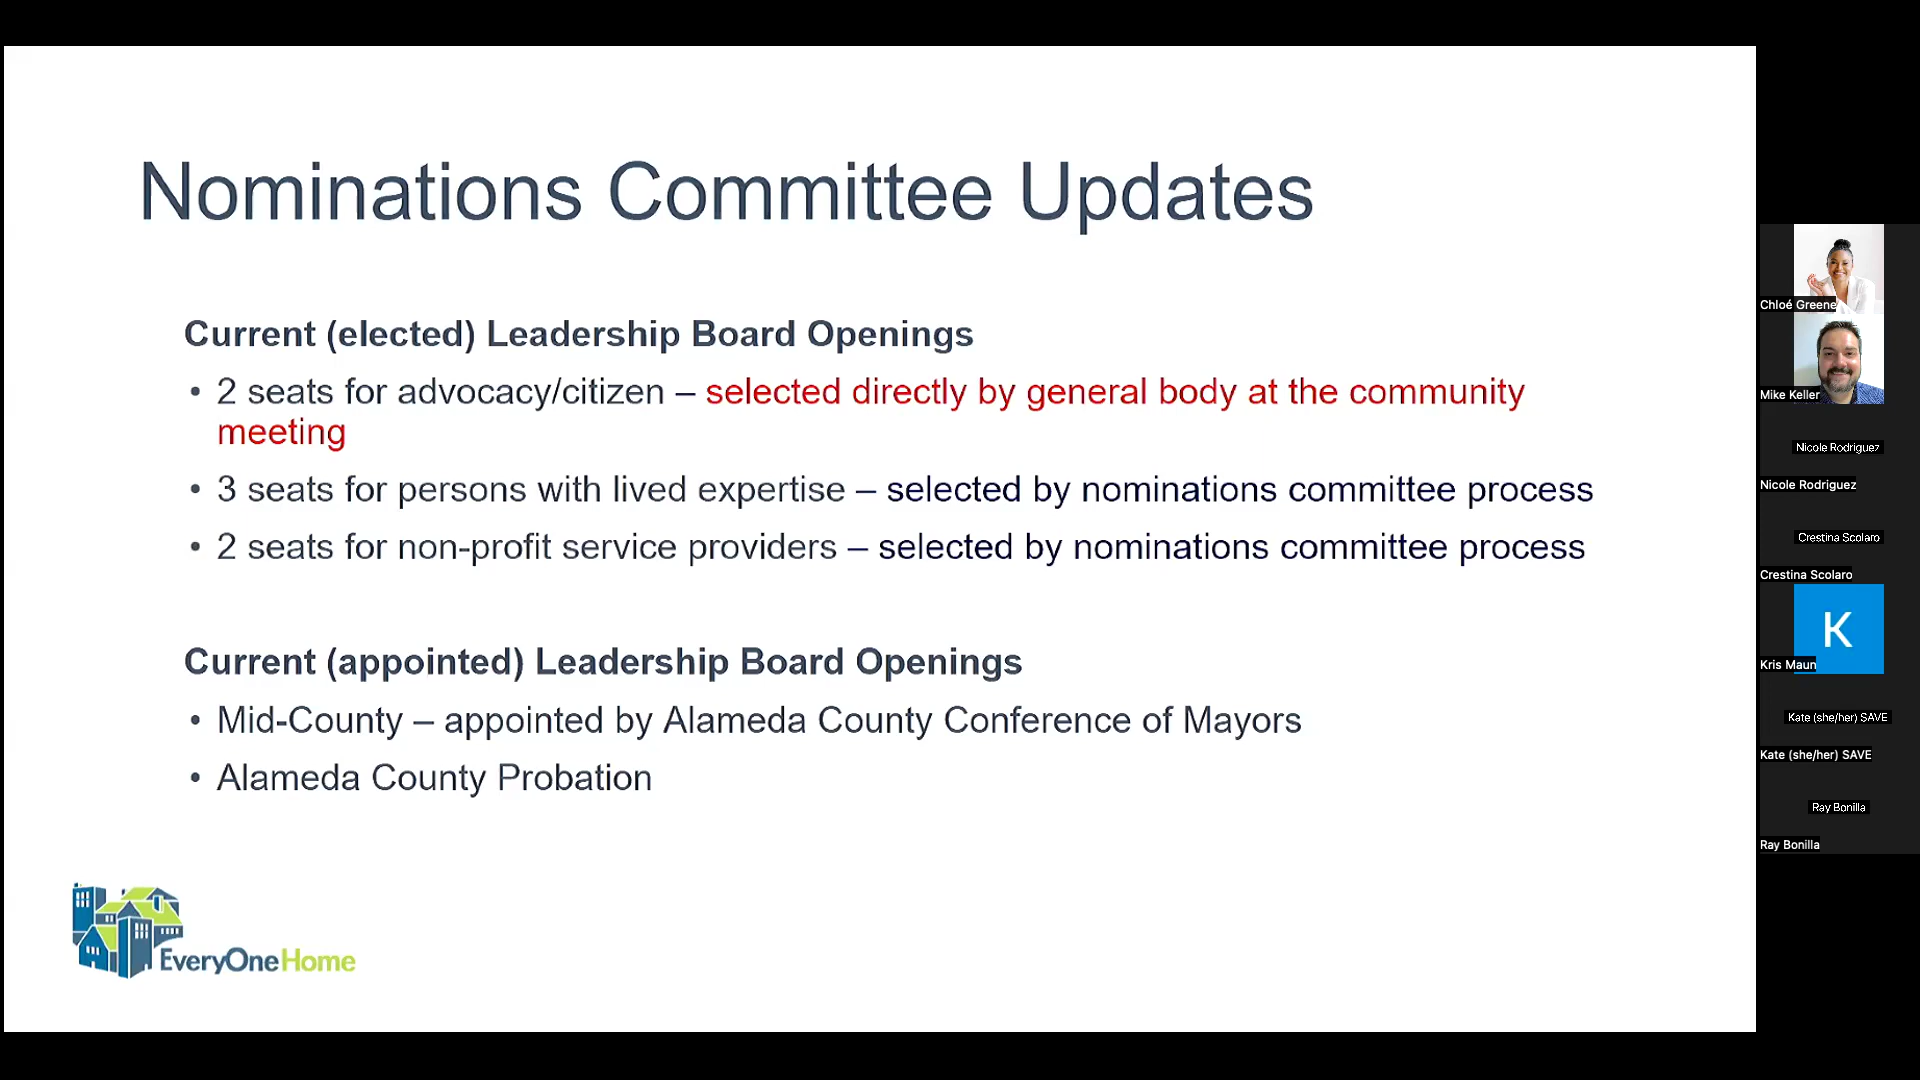 Nominations Committee Updates
Current (elected) Leadership Board Openings
• 2 seats for advocacy/citizen – selected directly by general body at the community
meeting
• 3 seats for persons with lived expertise – selected by nominations committee process
• 2 seats for non-profit service providers – selected by nominations committee process
Current (appointed) Leadership Board Openings
• Mid-County – appointed by Alameda County Conference of Mayors
• Alameda County Probation
EveryOneHome
Chloé Greene
Mike Keller
Nicole Rodriguez
Nicole Rodriguez
Crestina Scolaro
Crestina Scolaro
K
Kris Maun
Kate (she/her) SAVE
Kate (she/her) SAVE
Ray Bonilla
Ray Bonilla